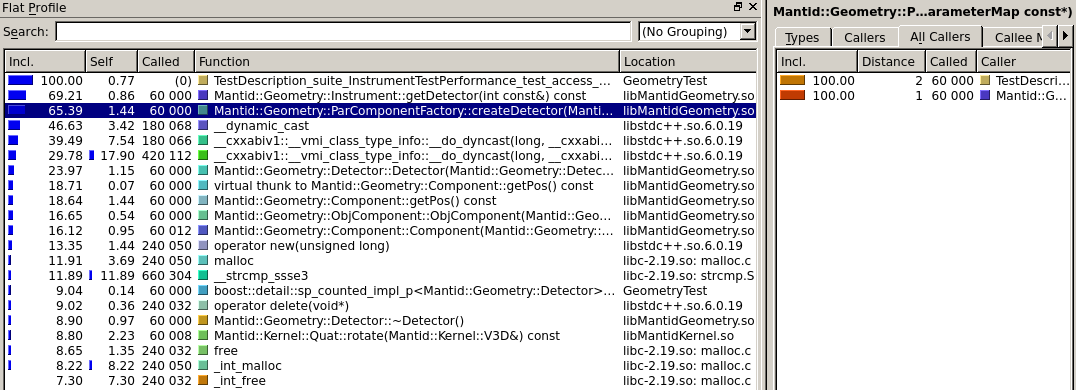 Flat Profile
Search: (No Grouping)
Incl. Self Called Function Location
100.00 0.77 (0) TestDescription_suite_InstrumentTestPerformance_test_access_... GeometryTest
69.21 0.86 60 000 Mantid::Geometry::Instrument::getDetector(int const&) const libMantidGeometry.so
65.39 1.44 60 000 Mantid::Geometry::ParComponentFactory::createDetector(Manti... libMantidGeometry.so
46.63 3.42 180 068 __dynamic_cast libstdc++.so.6.0.19
39.49 7.54 180 066 __cxxabiv1::__vmi_class_type_info::__do_dyncast(long, __cxxabi... libstdc++.so.6.0.19
29.78 17.90 420 112 __cxxabiv1::__vmi_class_type_info::__do_dyncast(long, __cxxabi... libstdc++.so.6.0.19
23.97 1.15 60 000 Mantid::Geometry::Detector::Detector(Mantid::Geometry::Detec... libMantidGeometry.so
18.71 0.07 60 000 virtual thunk to Mantid::Geometry::Component::getPos() const libMantidGeometry.so
18.64 1.44 60 000 Mantid::Geometry::Component::getPos() const libMantidGeometry.so
16.65 0.54 60 000 Mantid::Geometry::ObjComponent::ObjComponent(Mantid::Geo... libMantidGeometry.so
16.12 0.95 60 012 Mantid::Geometry::Component::Component(Mantid::Geometry::... libMantidGeometry.so
13.35 1.44 240 050 operator new(unsigned long) libstdc++.so.6.0.19
11.91 3.69 240 050 malloc libc-2.19.so: malloc.c
11.89 11.89 660 304 __strcmp_ssse3 libc-2.19.so: strcmp.S
9.04 0.14 60 000 boost::detail::sp_counted_impl_p<Mantid::Geometry::Detector>... GeometryTest
9.02 0.36 240 032 operator delete(void*) libstdc++.so.6.0.19
8.90 0.97 60 000 Mantid::Geometry::Detector::~Detector() libMantidGeometry.so
8.80 2.23 60 008 Mantid::Kernel::Quat::rotate(Mantid::Kernel::V3D&) const libMantidKernel.so
8.65 1.35 240 032 free libc-2.19.so: malloc.c
8.22 8.22 240 050 _int_malloc libc-2.19.so: malloc.c
7.30 7.30 240 032 _int_free libc-2.19.so: malloc.c
Mantid::Geometry::P...arameterMap const*)
Types Callers All Callers Callee M
Incl. Distance Called Caller
100.00 2 60 000 TestDescri...
100.00 1 60 000 Mantid::G...